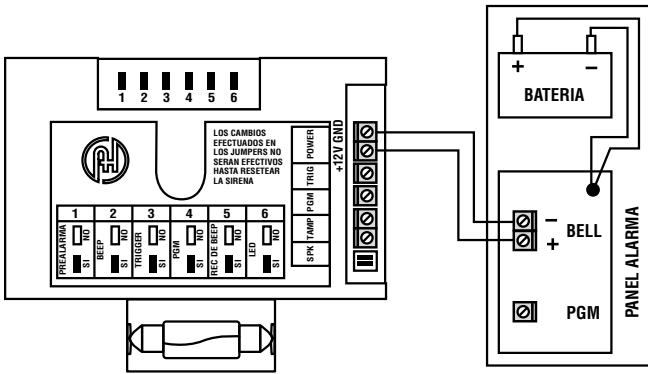 1 2 3 4 5 6
LOS CAMBIOS
EFECTUADOS EN
LOS JUMPERS NO
SERAN EFECTIVOS
HASTA RESETEAR
LA SIRENA
1 2 3 4 5 6
PREALARMA NO SI
BEEP NO SI
TRIGGER NO SI
PGM NO SI
REC DE BEEP NO SI
LED NO SI
POWER
TRIG
PGM
TAMP
SPK
+12V GND
+ −
BATERIA
−
BELL
+
PGM
PANEL ALARMA